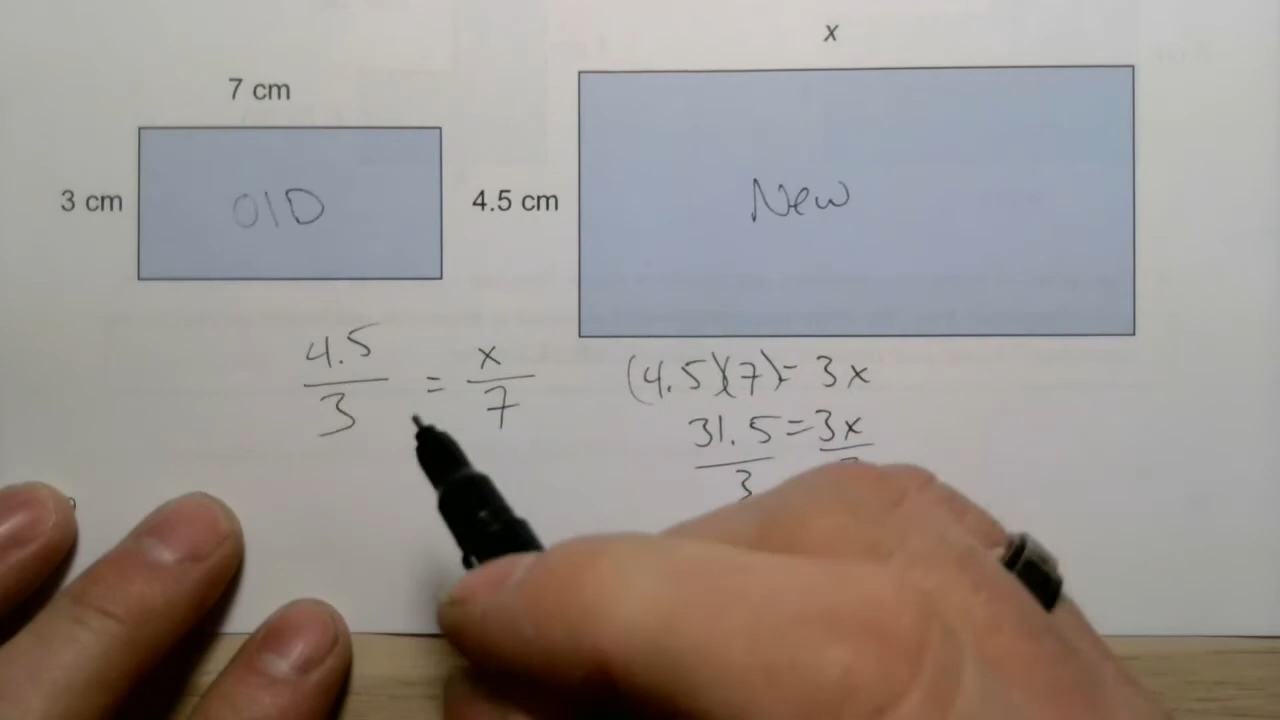 x
7 cm
3 cm
OlD
4.5 cm
New
4.5/3 = x/7
(4.5)(7)= 3x
31.5=3x
3